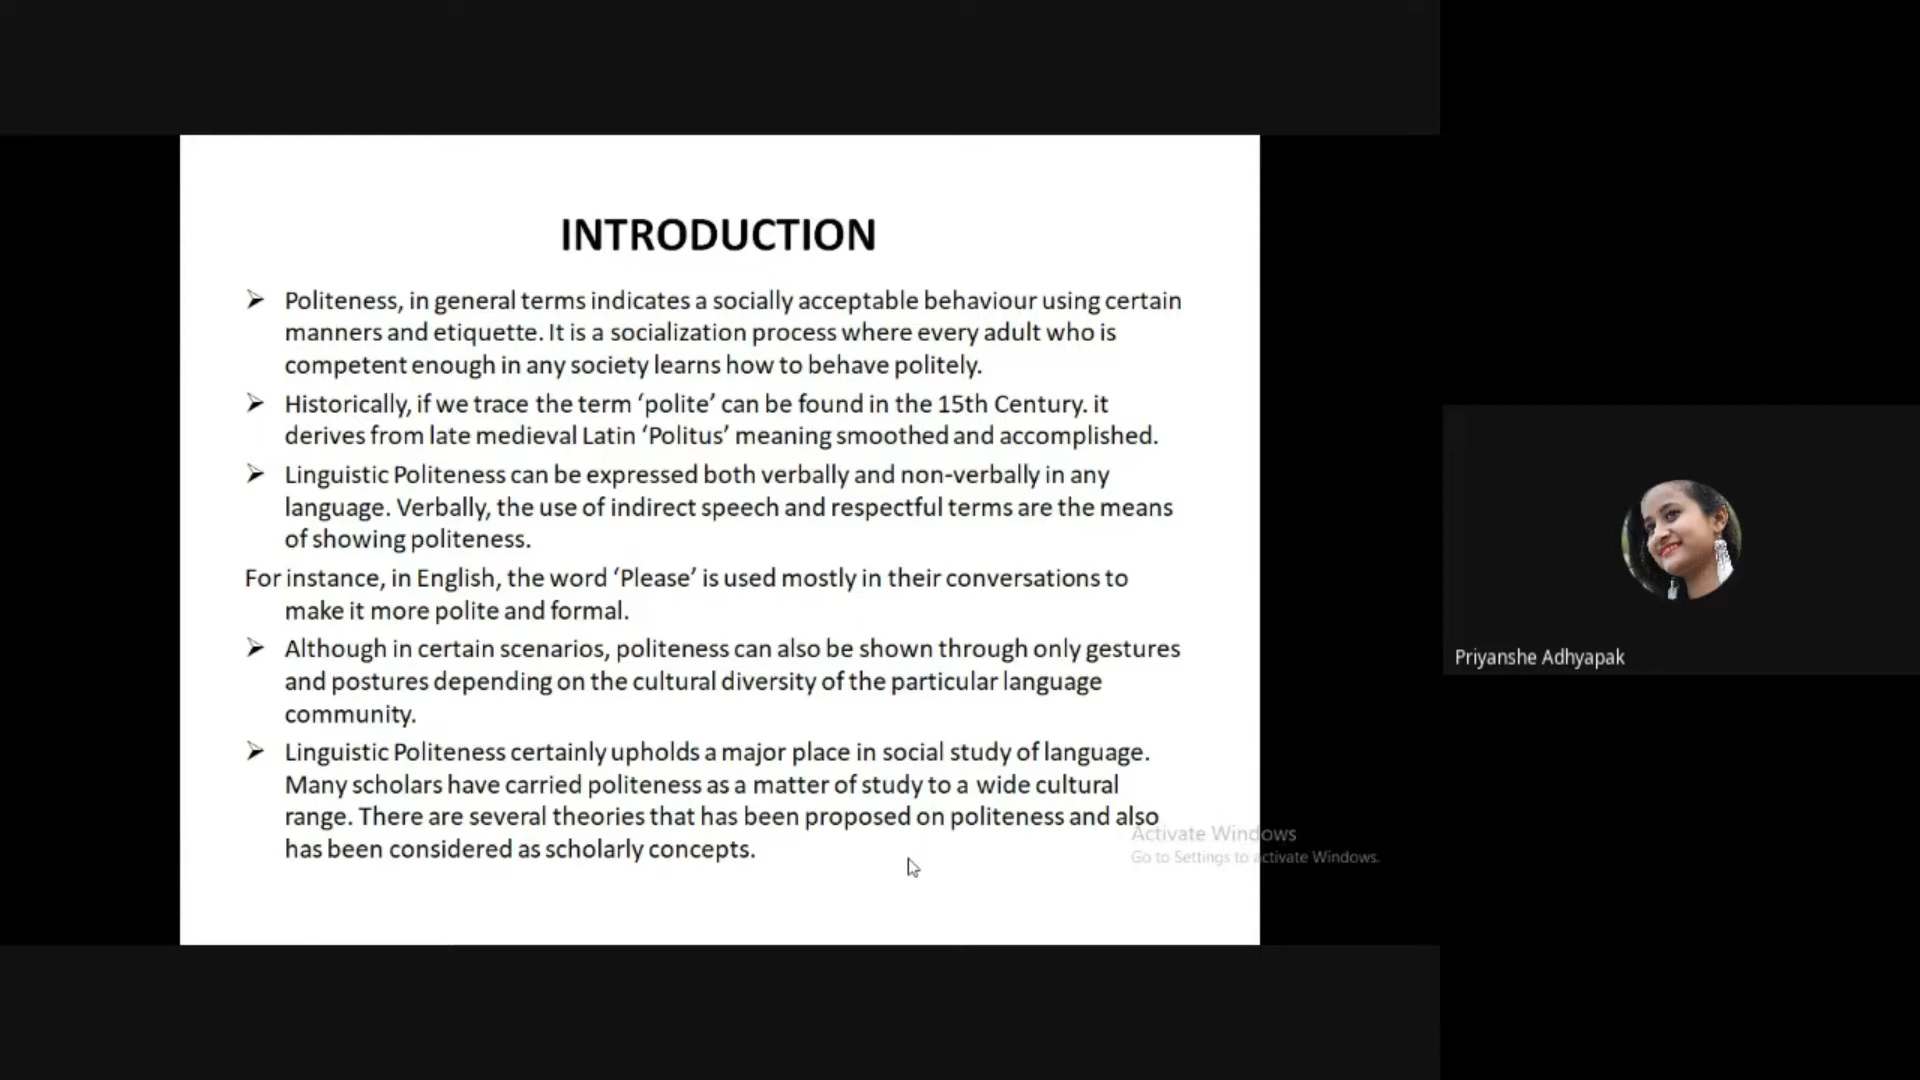 INTRODUCTION
➢ Politeness, in general terms indicates a socially acceptable behaviour using certain
manners and etiquette. It is a socialization process where every adult who is
competent enough in any society learns how to behave politely.
➢ Historically, if we trace the term ‘polite’ can be found in the 15th Century. it
derives from late medieval Latin ‘Politus’ meaning smoothed and accomplished.
➢ Linguistic Politeness can be expressed both verbally and non-verbally in any
language. Verbally, the use of indirect speech and respectful terms are the means
of showing politeness.
For instance, in English, the word ‘Please’ is used mostly in their conversations to
make it more polite and formal.
➢ Although in certain scenarios, politeness can also be shown through only gestures
and postures depending on the cultural diversity of the particular language
community.
➢ Linguistic Politeness certainly upholds a major place in social study of language.
Many scholars have carried politeness as a matter of study to a wide cultural
range. There are several theories that has been proposed on politeness and also
has been considered as scholarly concepts.
Activate Windows
Go to Settings to activate Windows.
Priyanshe Adhyapak